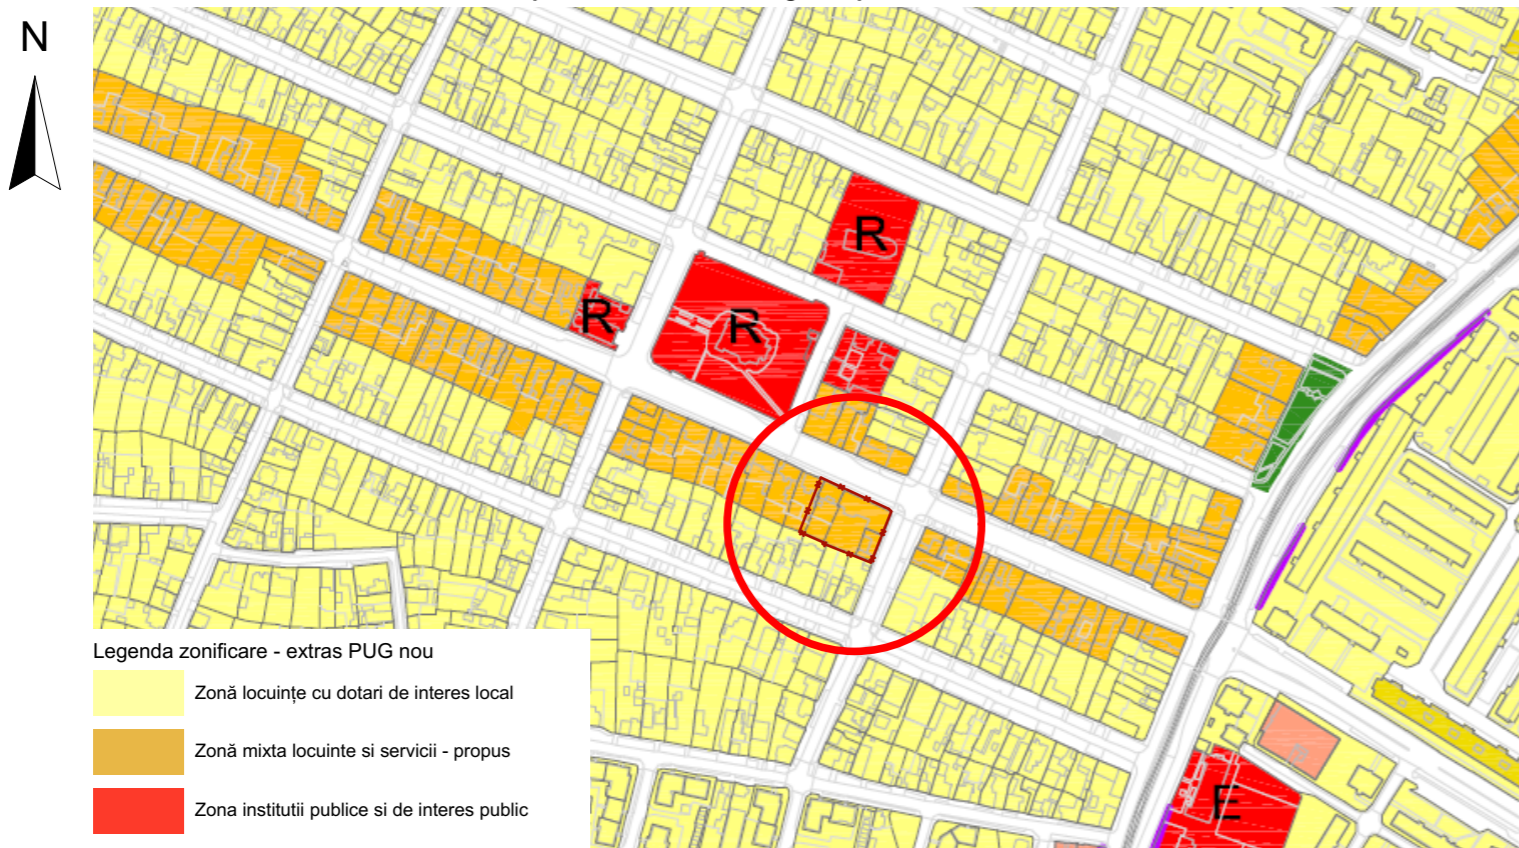 N
R
R
R
E
Legenda zonificare - extras PUG nou
Zonă locuințe cu dotari de interes local
Zonă mixta locuinte si servicii - propus
Zona institutii publice si de interes public